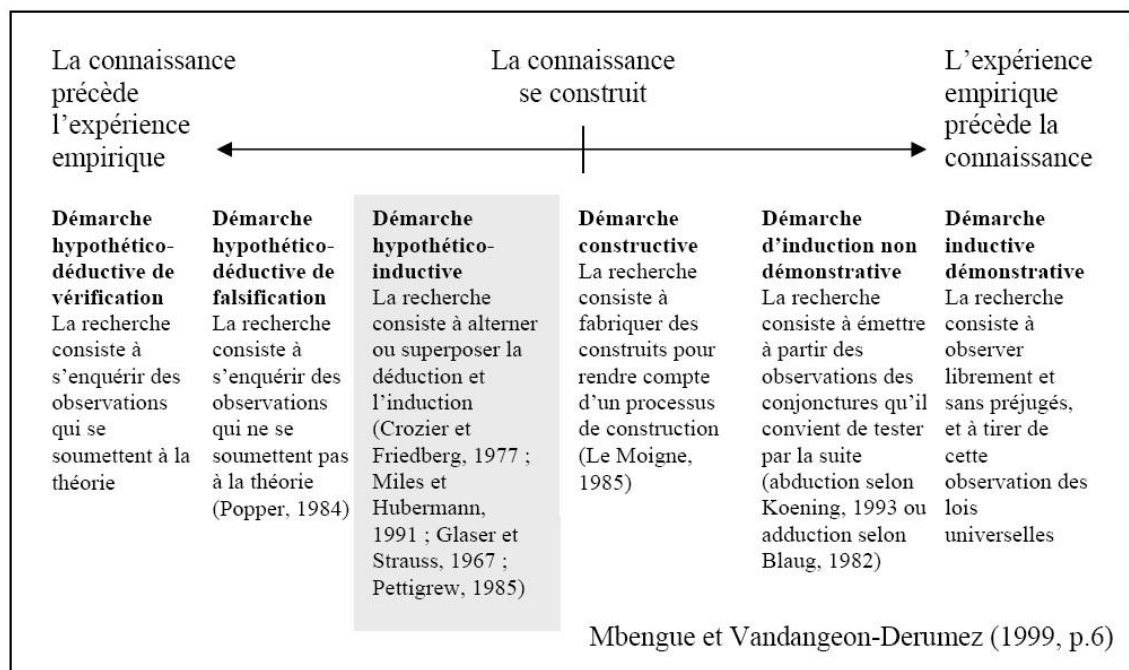 La connaissance
précède
l'expérience
empirique
La connaissance
se construit
L'expérience
empirique
précède la
connaissance
Démarche
hypothético-
déductive de
vérification
La recherche
consiste à
s'enquérir des
observations
qui se
soumettent à la
théorie
Démarche
hypothético-
déductive de
falsification
La recherche
consiste à
s'enquérir des
observations
qui ne se
soumettent pas
à la théorie
(Popper, 1984)
Démarche
hypothético-
inductive
La recherche
consiste à alterner
ou superposer la
déduction et
l'induction
(Crozier et
Friedberg, 1977 ;
Miles et
Hubermann,
1991 ; Glaser et
Strauss, 1967 ;
Pettigrew, 1985)
Démarche
constructive
La recherche
consiste à
fabriquer des
construits pour
rendre compte
d'un processus
de construction
(Le Moigne,
1985)
Démarche
d'induction non
démonstrative
La recherche
consiste à émettre
à partir des
observations des
conjonctures qu'il
convient de tester
par la suite
(abduction selon
Koening, 1993 ou
adduction selon
Blaug, 1982)
Démarche
inductive
démonstrative
La recherche
consiste à
observer
librement et
sans préjugés,
et à tirer de
cette
observation des
lois
universelles
Mbengue et Vandangeon-Derumez (1999, p.6)